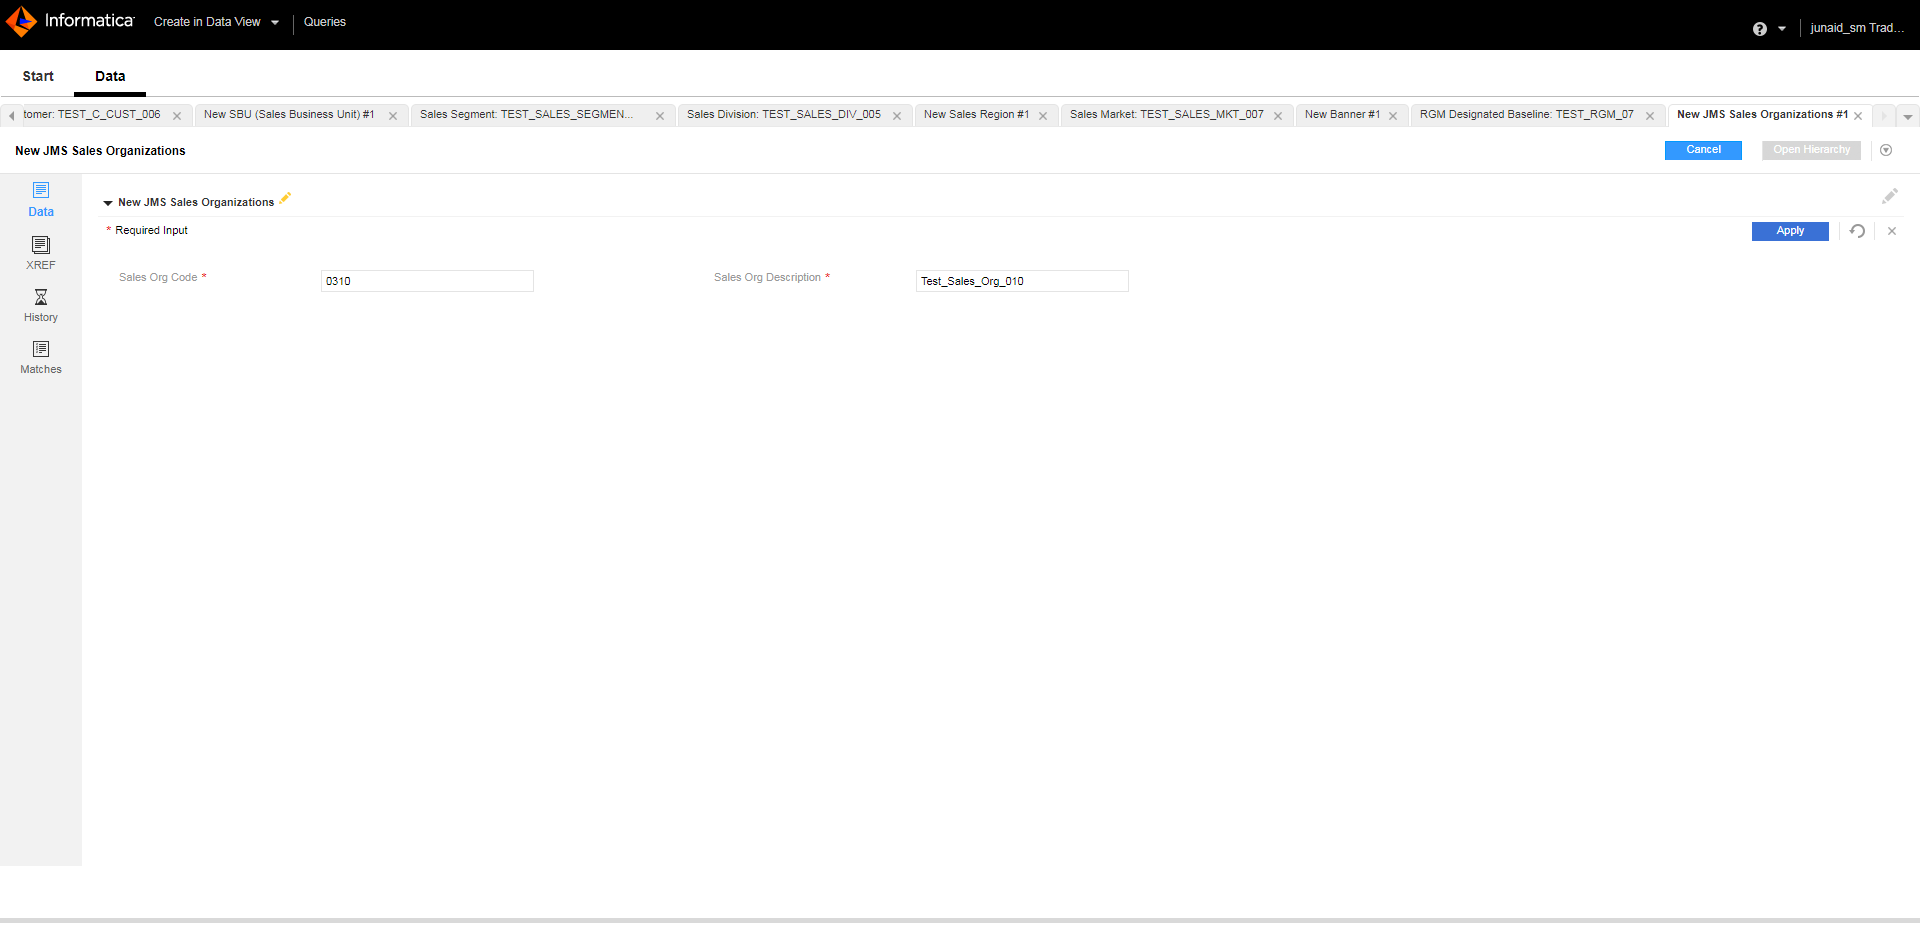 Informatica Create in Data View Queries junaid_sm Trad...
Start Data
tomer: TEST_C_CUST_006 New SBU (Sales Business Unit) #1 Sales Segment: TEST_SALES_SEGMEN... Sales Division: TEST_SALES_DIV_005 New Sales Region #1 Sales Market: TEST_SALES_MKT_007 New Banner #1 RGM Designated Baseline: TEST_RGM_07 New JMS Sales Organizations #1
New JMS Sales Organizations Cancel Open Hierarchy
Data
XREF
History
Matches
New JMS Sales Organizations
* Required Input Apply
Sales Org Code * 0310 Sales Org Description * Test_Sales_Org_010